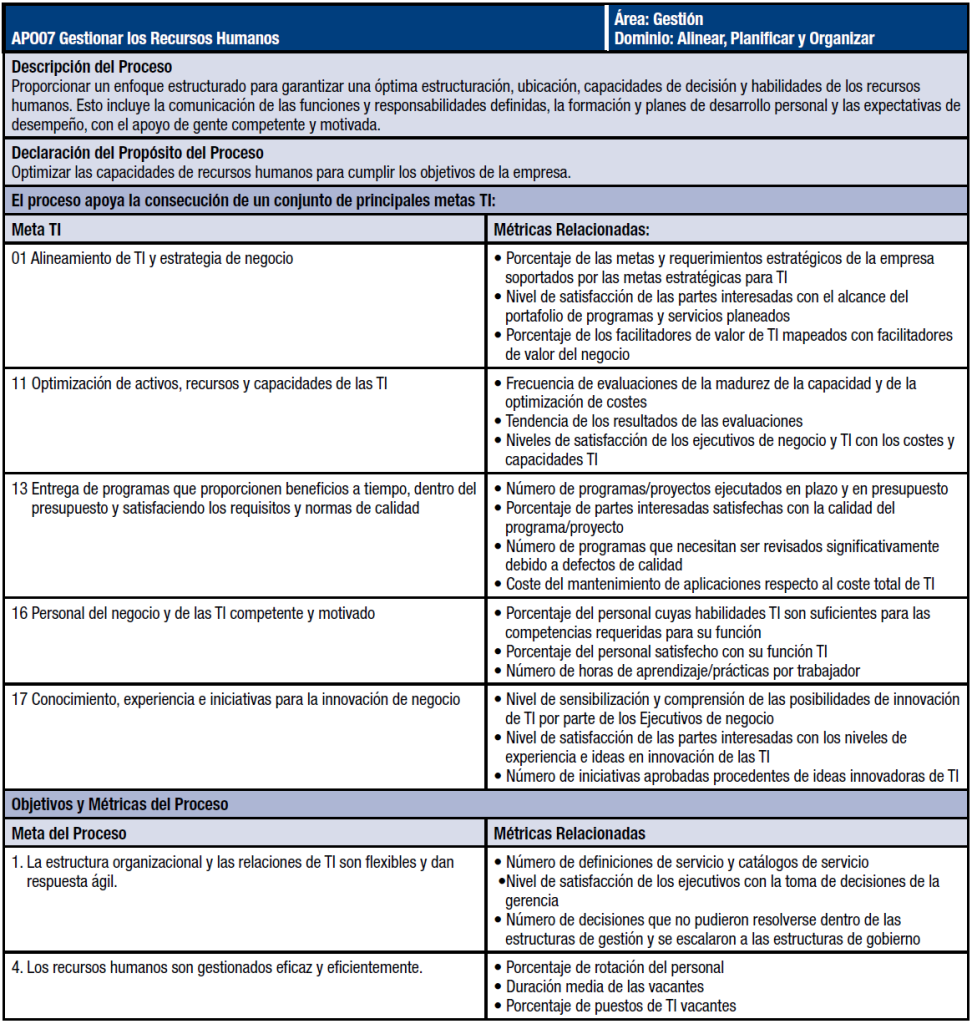 APO07 Gestionar los Recursos Humanos
Área: Gestión
Dominio: Alinear, Planificar y Organizar
Descripción del Proceso
Proporcionar un enfoque estructurado para garantizar una óptima estructuración, ubicación, capacidades de decisión y habilidades de los recursos
humanos. Esto incluye la comunicación de las funciones y responsabilidades definidas, la formación y planes de desarrollo personal y las expectativas de
desempeño, con el apoyo de gente competente y motivada.
Declaración del Propósito del Proceso
Optimizar las capacidades de recursos humanos para cumplir los objetivos de la empresa.
El proceso apoya la consecución de un conjunto de principales metas TI:
Meta TI
Métricas Relacionadas:
01 Alineamiento de TI y estrategia de negocio
• Porcentaje de las metas y requerimientos estratégicos de la empresa
soportados por las metas estratégicas para TI
• Nivel de satisfacción de las partes interesadas con el alcance del
portafolio de programas y servicios planeados
• Porcentaje de los facilitadores de valor de TI mapeados con facilitadores
de valor del negocio
11 Optimización de activos, recursos y capacidades de las TI
• Frecuencia de evaluaciones de la madurez de la capacidad y de la
optimización de costes
• Tendencia de los resultados de las evaluaciones
• Niveles de satisfacción de los ejecutivos de negocio y TI con los costes y
capacidades TI
13 Entrega de programas que proporcionen beneficios a tiempo, dentro del
presupuesto y satisfaciendo los requisitos y normas de calidad
• Número de programas/proyectos ejecutados en plazo y en presupuesto
• Porcentaje de partes interesadas satisfechas con la calidad del
programa/proyecto
• Número de programas que necesitan ser revisados significativamente
debido a defectos de calidad
• Coste del mantenimiento de aplicaciones respecto al coste total de TI
16 Personal del negocio y de las TI competente y motivado
• Porcentaje del personal cuyas habilidades TI son suficientes para las
competencias requeridas para su función
• Porcentaje del personal satisfecho con su función TI
• Número de horas de aprendizaje/prácticas por trabajador
17 Conocimiento, experiencia e iniciativas para la innovación de negocio
• Nivel de sensibilización y comprensión de las posibilidades de innovación
de TI por parte de los Ejecutivos de negocio
• Nivel de satisfacción de las partes interesadas con los niveles de
experiencia e ideas en innovación de las TI
• Número de iniciativas aprobadas procedentes de ideas innovadoras de TI
Objetivos y Métricas del Proceso
Meta del Proceso
Métricas Relacionadas
1. La estructura organizacional y las relaciones de TI son flexibles y dan
respuesta ágil.
• Número de definiciones de servicio y catálogos de servicio
•Nivel de satisfacción de los ejecutivos con la toma de decisiones de la
gerencia
• Número de decisiones que no pudieron resolverse dentro de las
estructuras de gestión y se escalaron a las estructuras de gobierno
4. Los recursos humanos son gestionados eficaz y eficientemente.
• Porcentaje de rotación del personal
• Duración media de las vacantes
• Porcentaje de puestos de TI vacantes